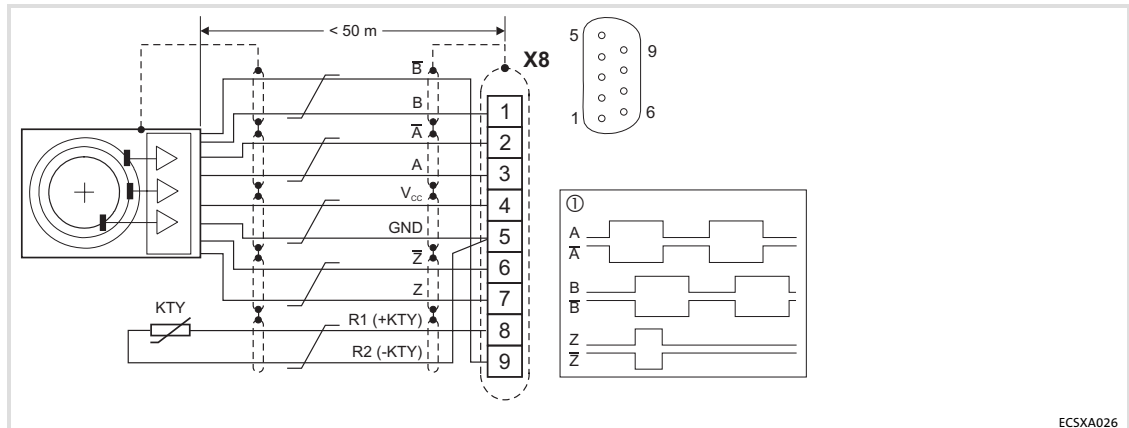 < 50 m
X8
B̅
B
A̅
A
Vcc
GND
Z̅
Z
R1 (+KTY)
R2 (-KTY)
KTY
1
2
3
4
5
6
7
8
9
5
9
1
6
①
A
A̅
B
B̅
Z
Z̅
ECSXA026